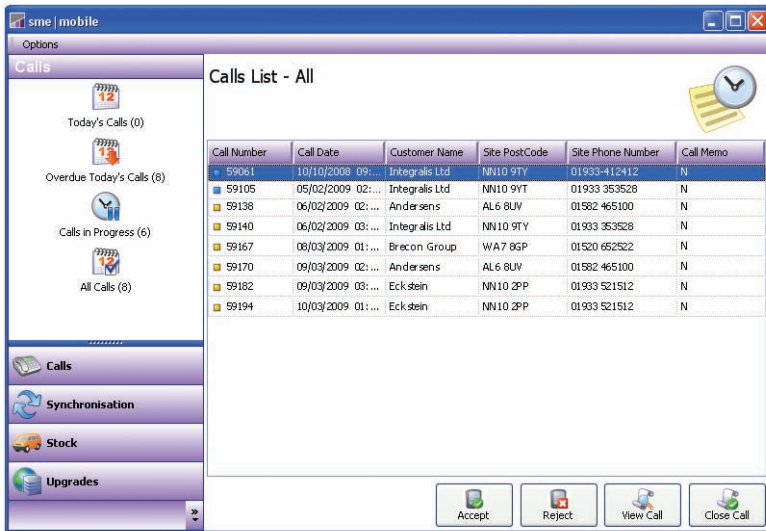 sme | mobile
Options
Calls
12
Today's Calls (0)
12
Overdue Today's Calls (8)
Calls in Progress (6)
12
All Calls (8)
Calls
Synchronisation
Stock
Upgrades
Calls List - All
Call Number Call Date Customer Name Site PostCode Site Phone Number Call Memo
59061 10/10/2008 09:... Integralis Ltd NN10 9TY 01933-412412 N
59105 05/02/2009 02:... Integralis Ltd NN10 9YT 01933 353528 N
59138 06/02/2009 02:... Andersens AL6 8UV 01582 465100 N
59140 06/02/2009 03:... Integralis Ltd NN10 9TY 01933 353528 N
59167 08/03/2009 01:... Brecon Group WA7 8GP 01520 652522 N
59170 09/03/2009 02:... Andersens AL6 8UV 01582 465100 N
59182 09/03/2009 03:... Eckstein NN10 2PP 01933 521512 N
59194 10/03/2009 01:... Eckstein NN10 2PP 01933 521512 N
Accept Reject View Call Close Call